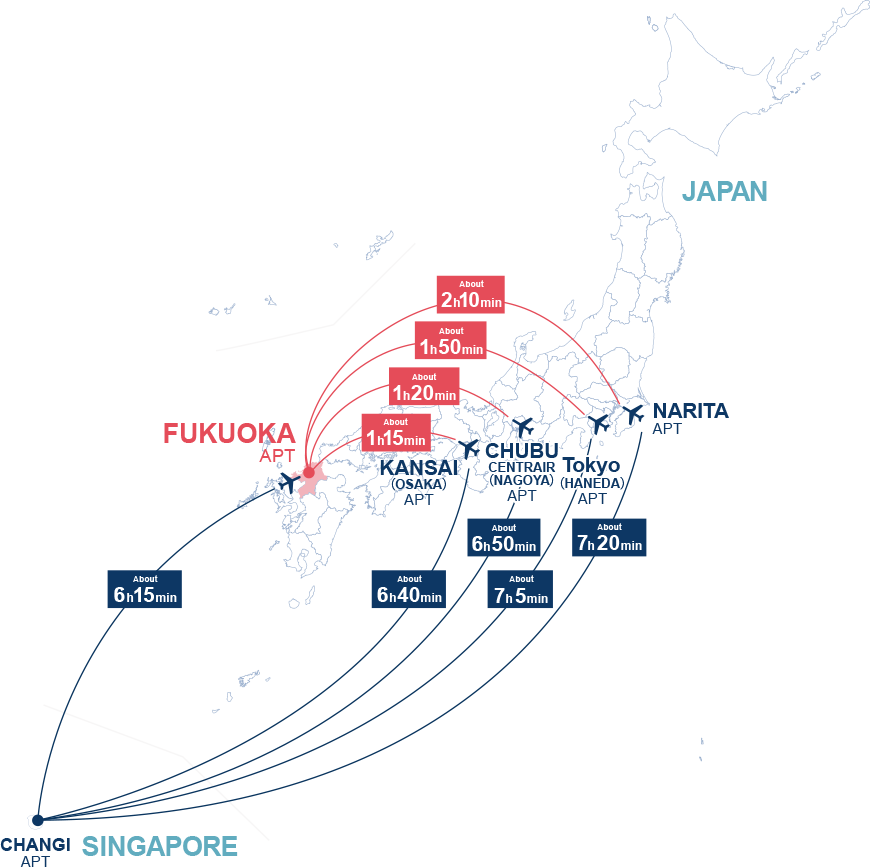 JAPAN
About
2h10min
About
1h50min
About
1h20min
About
1h15min
FUKUOKA
APT
NARITA
APT
KANSAI
(OSAKA)
APT
CHUBU
CENTRAIR
(NAGOYA)
APT
Tokyo
(HANEDA)
APT
About
6h50min
About
7h20min
About
6h15min
About
6h40min
About
7h5min
CHANGI
APT
SINGAPORE